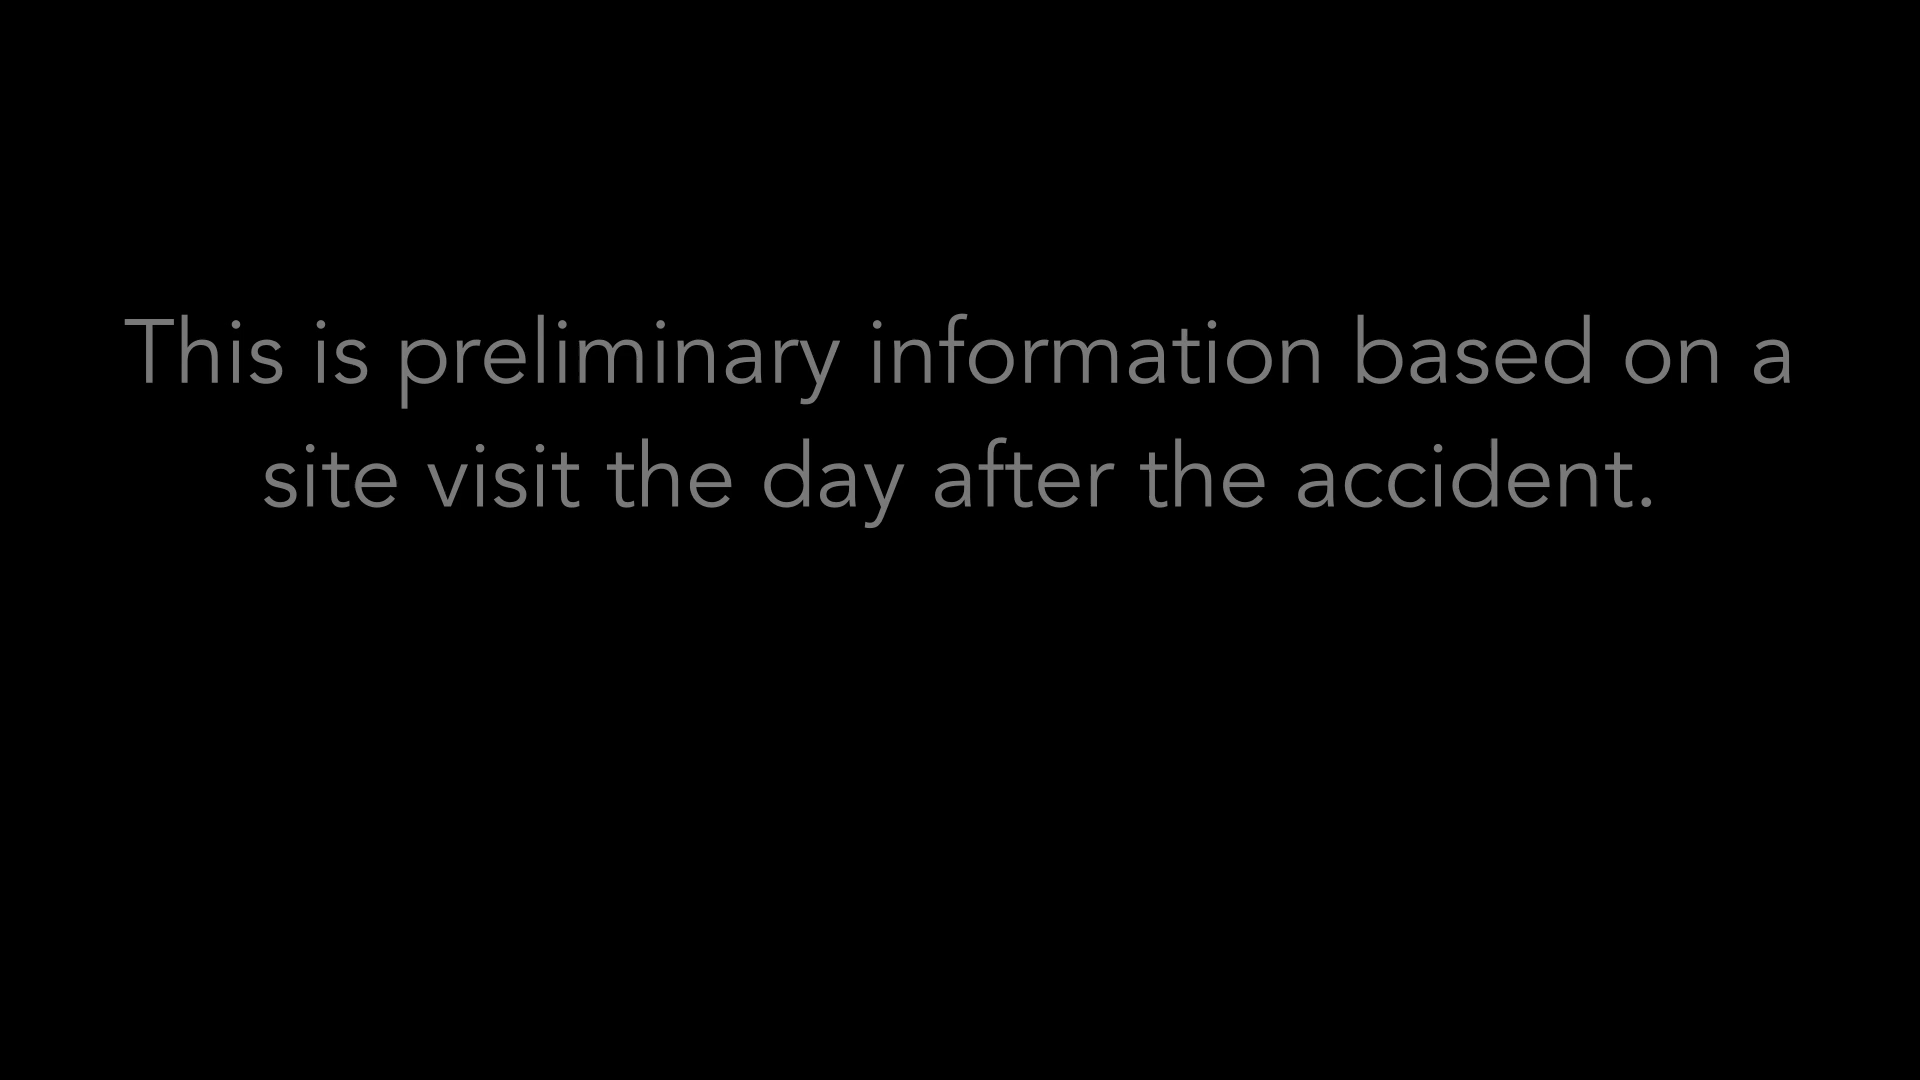 This is preliminary information based on a
site visit the day after the accident.